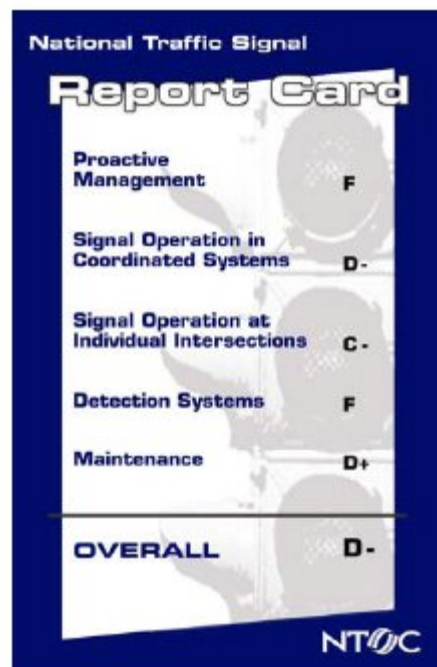 National Traffic Signal
Report Card
Proactive
Management F
Signal Operation in
Coordinated Systems D-
Signal Operation at
Individual Intersections C-
Detection Systems F
Maintenance D+
OVERALL D-
NTOC